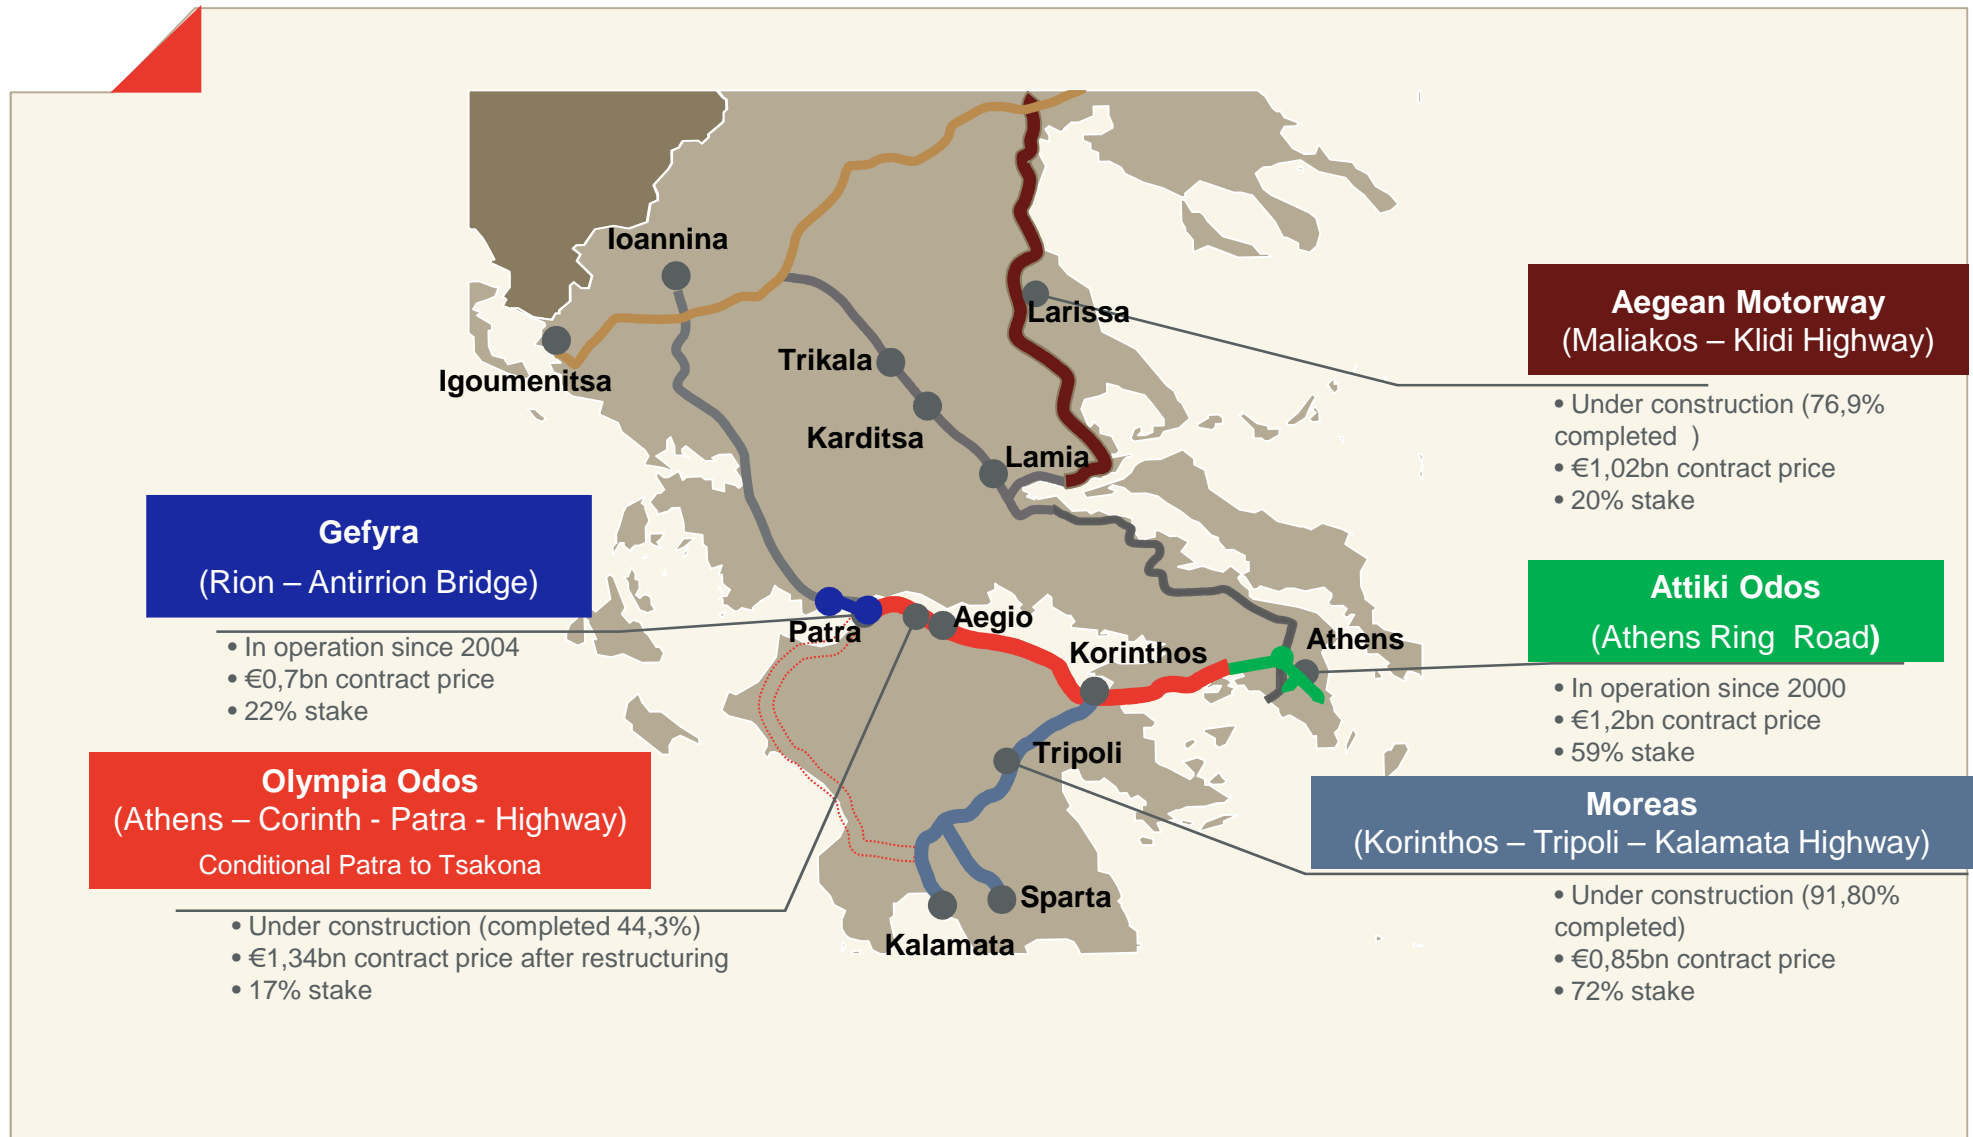 Ioannina
Igoumenitsa
Larissa
Trikala
Karditsa
Lamia
Patra
Aegio
Korinthos
Athens
Tripoli
Sparta
Kalamata
Aegean Motorway
(Maliakos – Klidi Highway)
• Under construction (76,9%
completed )
• €1,02bn contract price
• 20% stake
Gefyra
(Rion – Antirrion Bridge)
• In operation since 2004
• €0,7bn contract price
• 22% stake
Attiki Odos
(Athens Ring Road)
• In operation since 2000
• €1,2bn contract price
• 59% stake
Olympia Odos
(Athens – Corinth - Patra - Highway)
Conditional Patra to Tsakona
• Under construction (completed 44,3%)
• €1,34bn contract price after restructuring
• 17% stake
Moreas
(Korinthos – Tripoli – Kalamata Highway)
• Under construction (91,80%
completed)
• €0,85bn contract price
• 72% stake